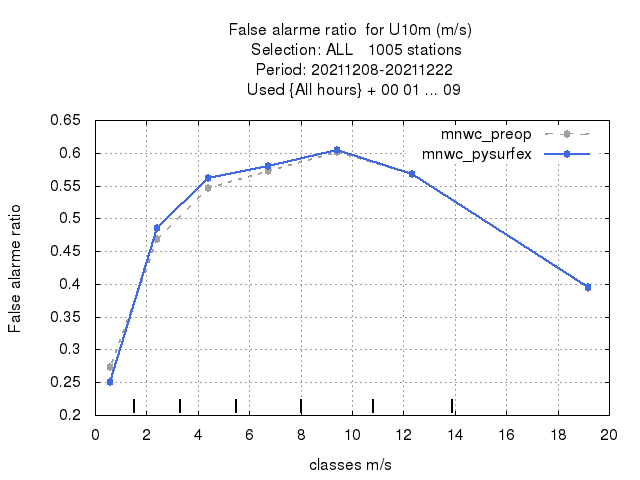 False alarme ratio  for U10m (m/s)
Selection: ALL   1005 stations
Period: 20211208-20211222
Used {All hours} + 00 01 ... 09
mnwc_preop
mnwc_pysurfex
False alarme ratio
0.65
0.6
0.55
0.5
0.45
0.4
0.35
0.3
0.25
0.2
0 2 4 6 8 10 12 14 16 18 20
classes m/s